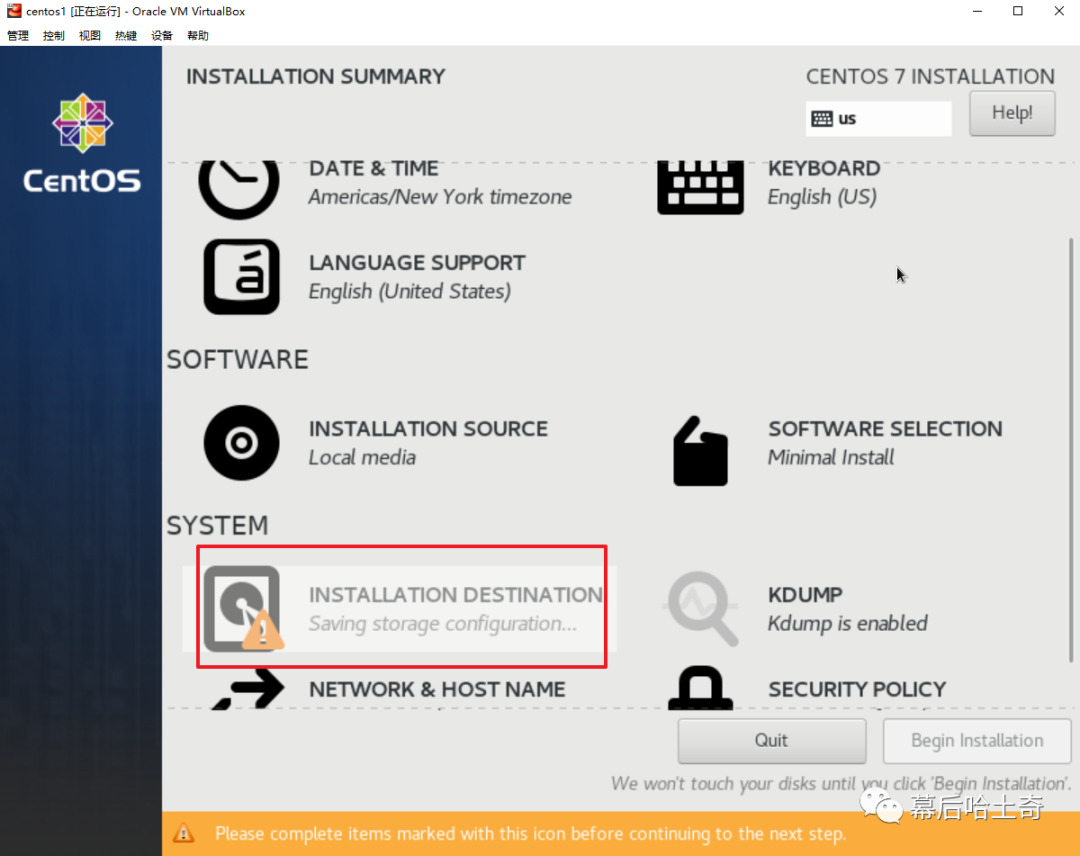 centos1 [正在运行] - Oracle VM VirtualBox
管理 控制 视图 热键 设备 帮助
INSTALLATION SUMMARY
CENTOS 7 INSTALLATION
us
Help!
CentOS
DATE & TIME
Americas/New York timezone
KEYBOARD
English (US)
LANGUAGE SUPPORT
English (United States)
SOFTWARE
INSTALLATION SOURCE
Local media
SOFTWARE SELECTION
Minimal Install
SYSTEM
INSTALLATION DESTINATION
Saving storage configuration...
KDUMP
Kdump is enabled
NETWORK & HOST NAME
SECURITY POLICY
Quit
Begin Installation
We won't touch your disks until you click 'Begin Installation'.
幕后哈士奇
Please complete items marked with this icon before continuing to the next step.